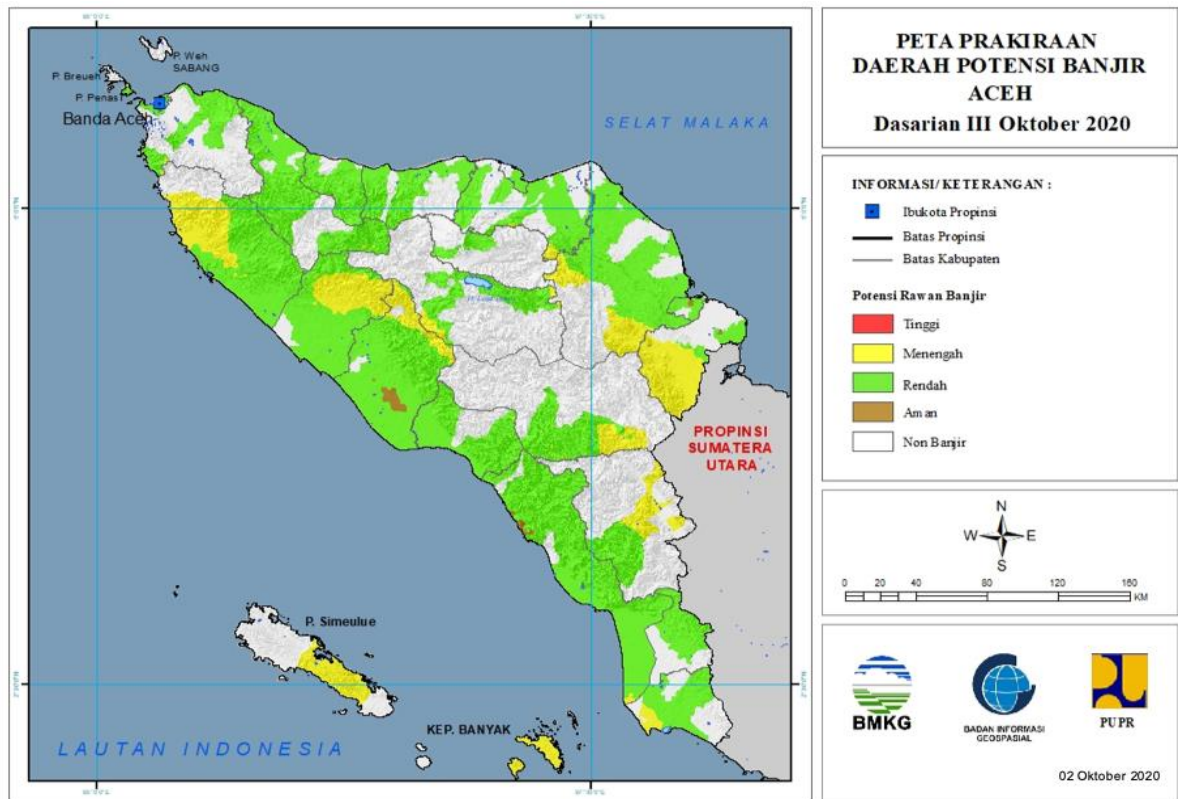 P. Weh
SABANG
P. Breueh
P. Penasi
Banda Aceh
SELAT MALAKA
PROPINSI
SUMATERA
UTARA
P. Simeulue
KEP. BANYAK
LAUTAN INDONESIA
PETA PRAKIRAAN
DAERAH POTENSI BANJIR
ACEH
Dasarian III Oktober 2020
INFORMASI/ KETERANGAN :
Ibukota Propinsi
Batas Propinsi
Batas Kabupaten
Potensi Rawan Banjir
Tinggi
Menengah
Rendah
Aman
Non Banjir
N
W E
S
0 20 40 80 120 160
KM
BMKG
BADAN INFORMASI
GEOSPASIAL
PUPR
02 Oktober 2020